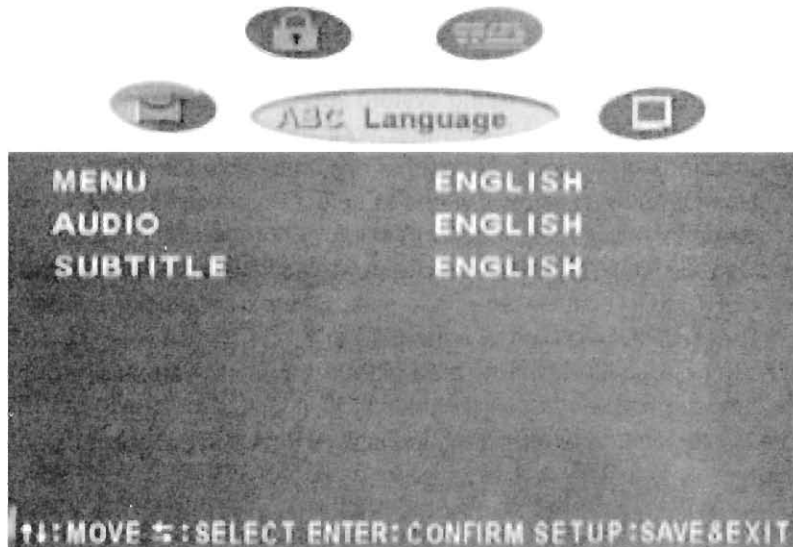 ABC Language
MENU ENGLISH
AUDIO ENGLISH
SUBTITLE ENGLISH
↑↓:MOVE ⇆:SELECT ENTER:CONFIRM SETUP:SAVE&EXIT